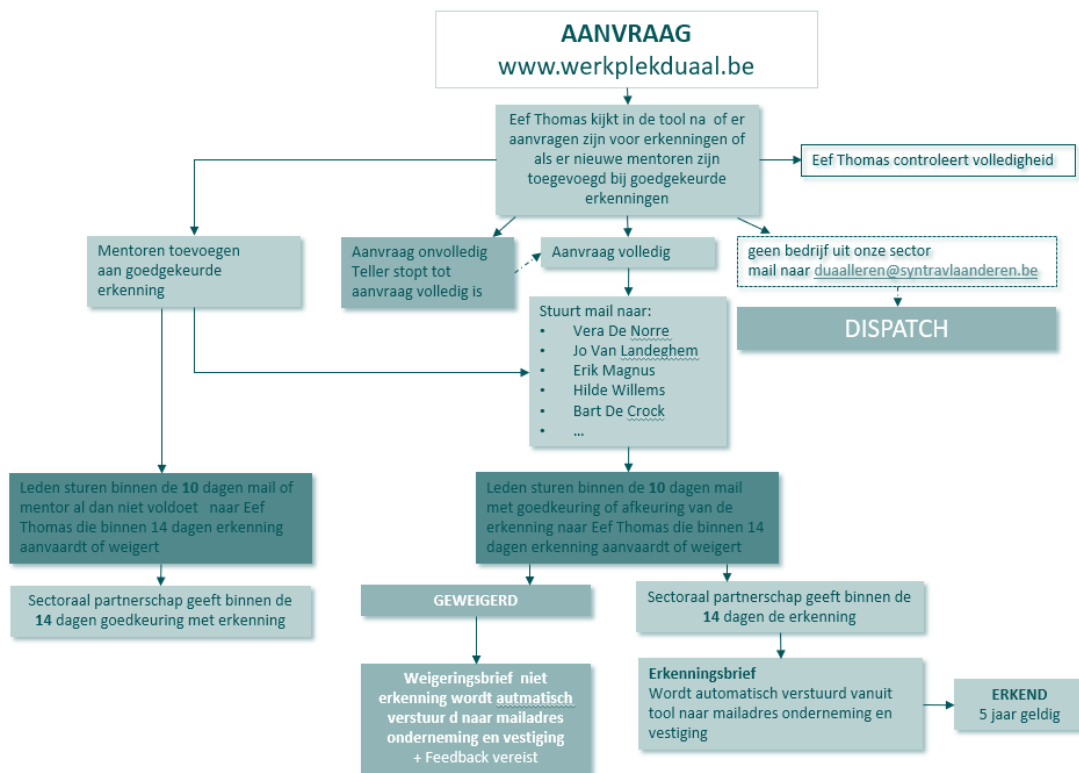 AANVRAAG
www.werkplekduaal.be
Eef Thomas kijkt in de tool na of er
aanvragen zijn voor erkenningen of
als er nieuwe mentoren zijn
toegevoegd bij goedgekeurde
erkenningen
Eef Thomas controleert volledigheid
Mentoren toevoegen
aan goedgekeurde
erkenning
Aanvraag onvolledig
Teller stopt tot
aanvraag volledig is
Aanvraag volledig
geen bedrijf uit onze sector
mail naar duaalleren@syntravlaanderen.be
DISPATCH
Stuurt mail naar:
• Vera De Norre
• Jo Van Landeghem
• Erik Magnus
• Hilde Willems
• Bart De Crock
• ...
Leden sturen binnen de 10 dagen mail of
mentor al dan niet voldoet naar Eef
Thomas die binnen 14 dagen erkenning
aanvaardt of weigert
Leden sturen binnen de 10 dagen mail
met goedkeuring of afkeuring van de
erkenning naar Eef Thomas die binnen 14
dagen erkenning aanvaardt of weigert
Sectoraal partnerschap geeft binnen de
14 dagen goedkeuring met erkenning
GEWEIGERD
Sectoraal partnerschap geeft binnen de
14 dagen de erkenning
Weigeringsbrief niet
erkenning wordt autmatisch
verstuur d naar mailadres
onderneming en vestiging
+ Feedback vereist
Erkenningsbrief
Wordt automatisch verstuurd vanuit
tool naar mailadres onderneming en
vestiging
ERKEND
5 jaar geldig